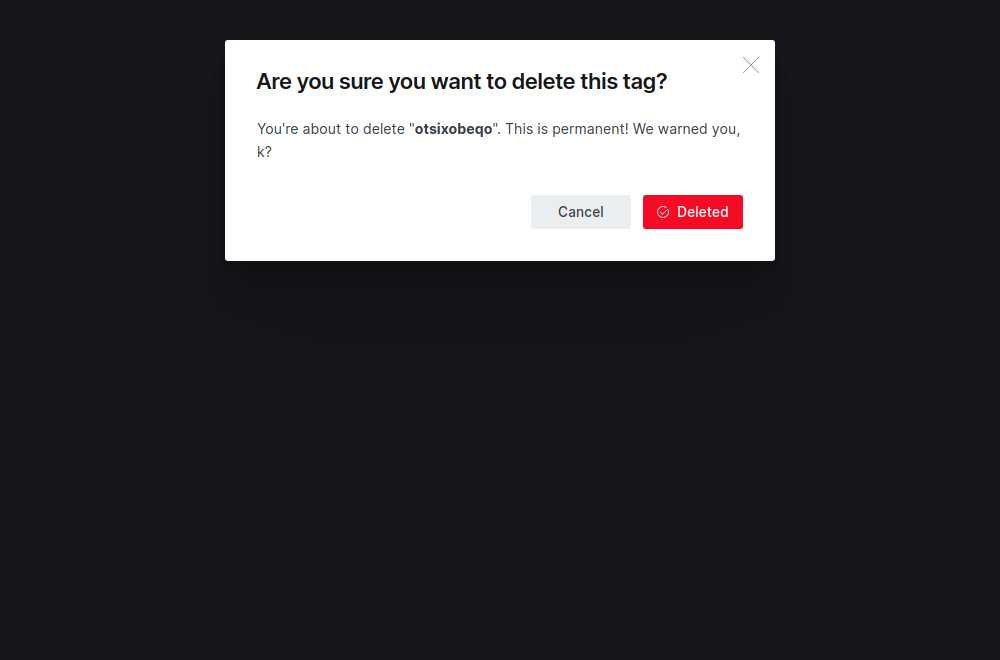 Are you sure you want to delete this tag?
You're about to delete "otsixobeqo". This is permanent! We warned you,
k?
Cancel
Deleted